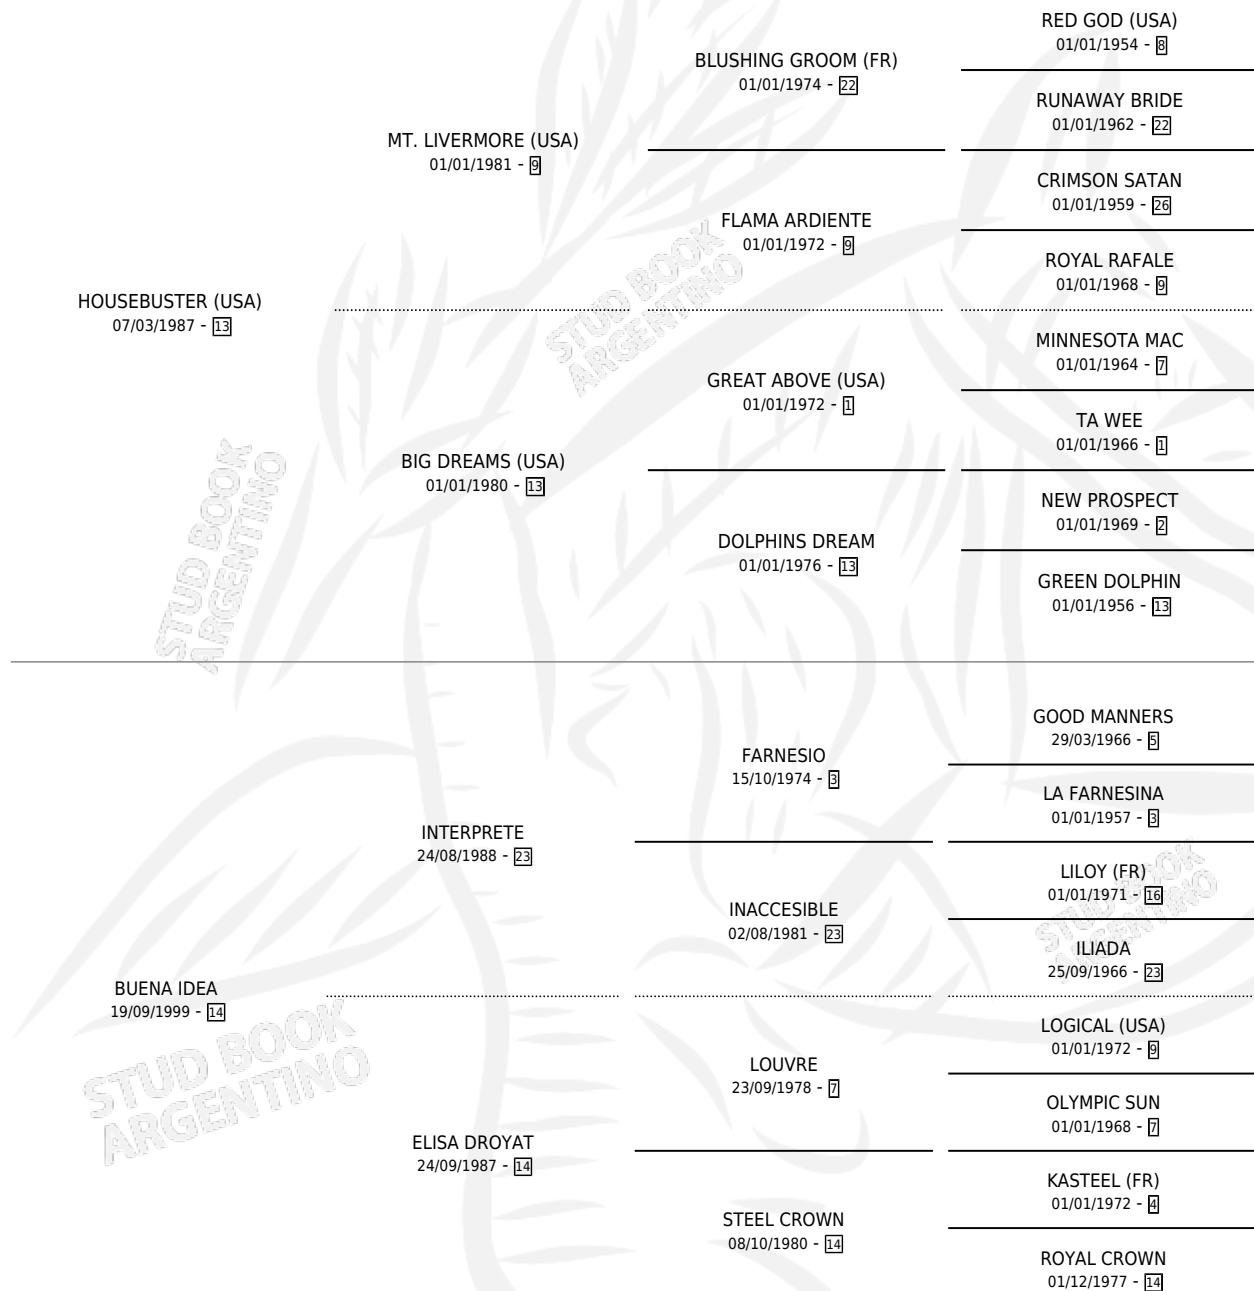 RED GOD (USA)
01/01/1954 - 8
BLUSHING GROOM (FR)
01/01/1974 - 22
RUNAWAY BRIDE
01/01/1962 - 22
MT. LIVERMORE (USA)
01/01/1981 - 9
CRIMSON SATAN
01/01/1959 - 26
FLAMA ARDIENTE
01/01/1972 - 9
ROYAL RAFALE
01/01/1968 - 9
HOUSEBUSTER (USA)
07/03/1987 - 13
MINNESOTA MAC
01/01/1964 - 7
GREAT ABOVE (USA)
01/01/1972 - 1
TA WEE
01/01/1966 - 1
BIG DREAMS (USA)
01/01/1980 - 13
NEW PROSPECT
01/01/1969 - 2
DOLPHINS DREAM
01/01/1976 - 13
GREEN DOLPHIN
01/01/1956 - 13
GOOD MANNERS
29/03/1966 - 5
FARNESIO
15/10/1974 - 3
LA FARNESINA
01/01/1957 - 3
INTERPRETE
24/08/1988 - 23
LILOY (FR)
01/01/1971 - 16
INACCESIBLE
02/08/1981 - 23
ILIADA
25/09/1966 - 23
BUENA IDEA
19/09/1999 - 14
LOGICAL (USA)
01/01/1972 - 9
LOUVRE
23/09/1978 - 7
OLYMPIC SUN
01/01/1968 - 7
ELISA DROYAT
24/09/1987 - 14
KASTEEL (FR)
01/01/1972 - 4
STEEL CROWN
08/10/1980 - 14
ROYAL CROWN
01/12/1977 - 14
STUD BOOK
ARGENTINO
STUD BOOK
ARGENTINO
STUD BOOK
ARGENTINO
STUD BOOK
ARGENTINO